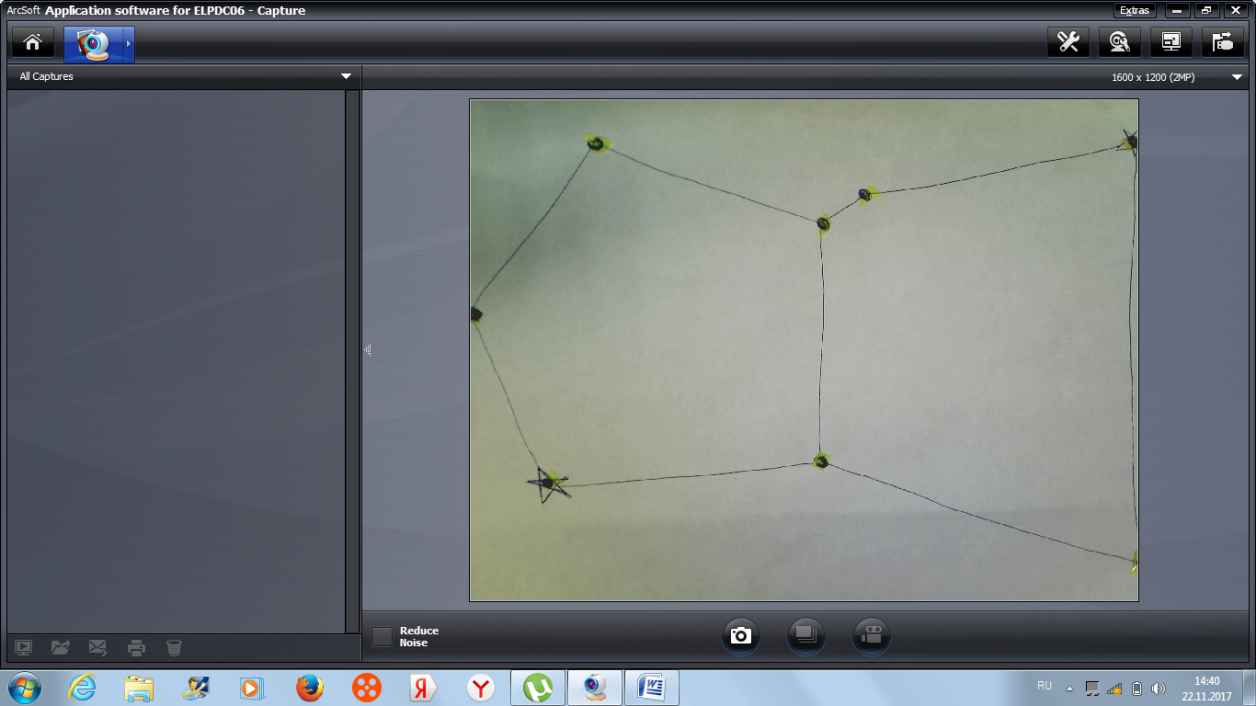 ArcSoft Application software for ELPDC06 - Capture
Extras
All Captures
1600 x 1200 (2MP)
Reduce
Noise
RU
14:40
22.11.2017